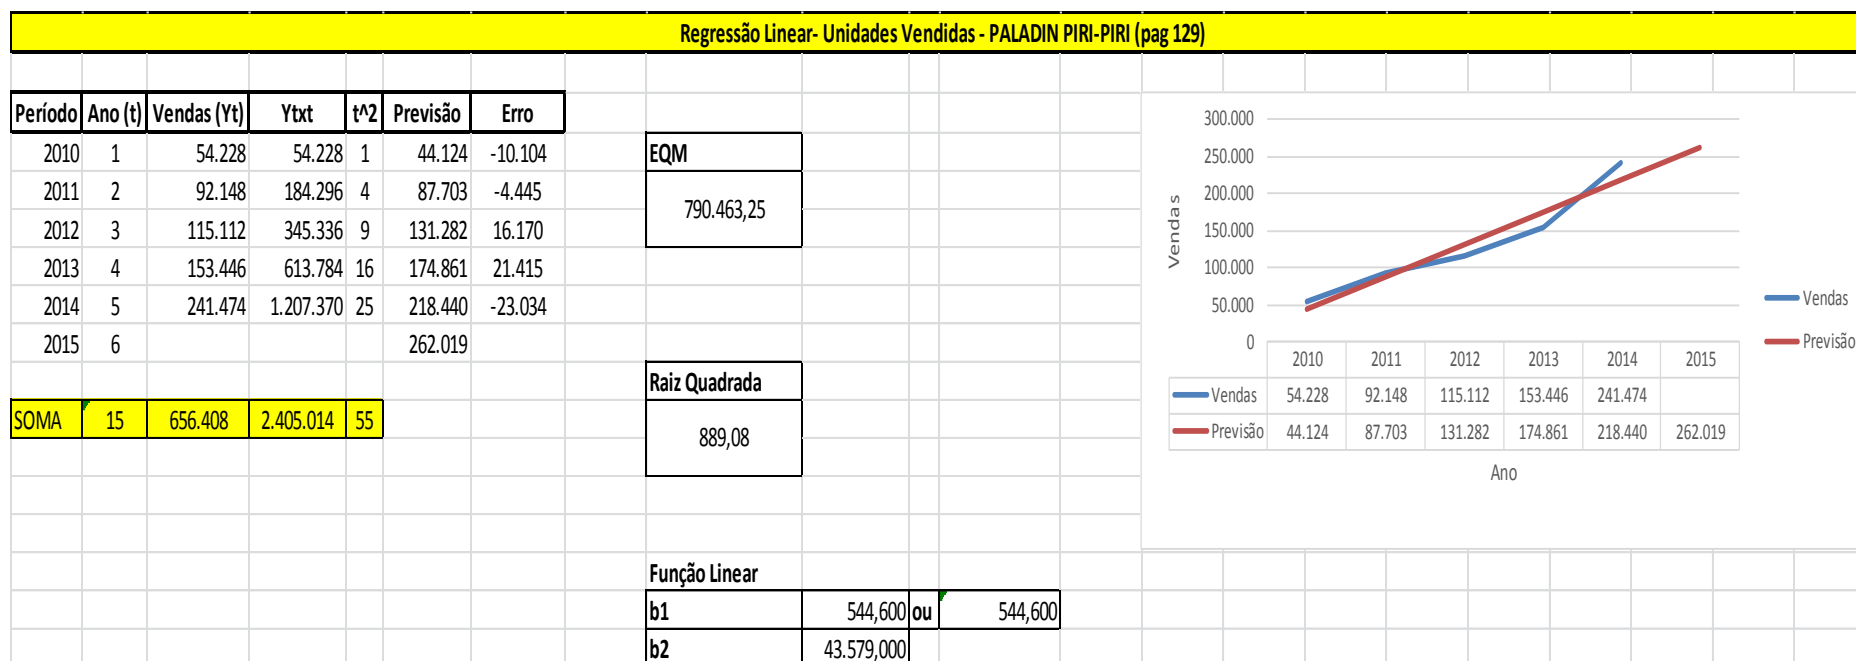 Regressão Linear- Unidades Vendidas - PALADIN PIRI-PIRI (pag 129)
Período Ano (t) Vendas (Yt) Ytxt t^2 Previsão Erro
2010 1 54.228 54.228 1 44.124 -10.104
2011 2 92.148 184.296 4 87.703 -4.445
2012 3 115.112 345.336 9 131.282 16.170
2013 4 153.446 613.784 16 174.861 21.415
2014 5 241.474 1.207.370 25 218.440 -23.034
2015 6 262.019
SOMA 15 656.408 2.405.014 55
EQM
790.463,25
Raiz Quadrada
889,08
Função Linear
b1 544,600 ou 544,600
b2 43.579,000
300.000
250.000
200.000
150.000
100.000
50.000
0
Vendas
2010 2011 2012 2013 2014 2015
Vendas 54.228 92.148 115.112 153.446 241.474
Previsão 44.124 87.703 131.282 174.861 218.440 262.019
Ano
Vendas
Previsão